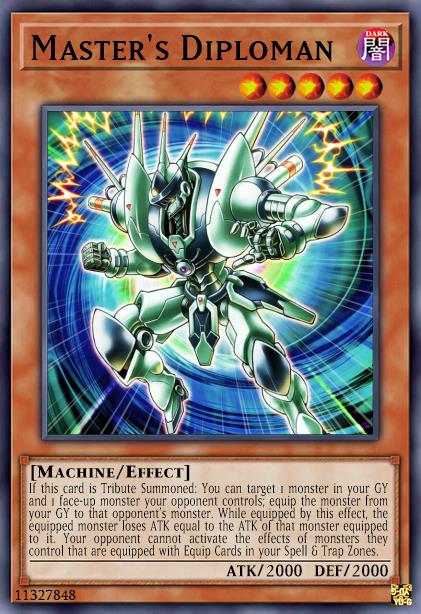 MASTER'S DIPLOMAN
DARK
闇
[MACHINE/EFFECT]
If this card is Tribute Summoned: You can target 1 monster in your GY
and 1 face-up monster your opponent controls; equip the monster from
your GY to that opponent's monster. While equipped by this effect, the
equipped monster loses ATK equal to the ATK of that monster equipped
to it. Your opponent cannot activate the effects of monsters they
control that are equipped with Equip Cards in your Spell & Trap Zones.
ATK/2000 DEF/2000
11327848